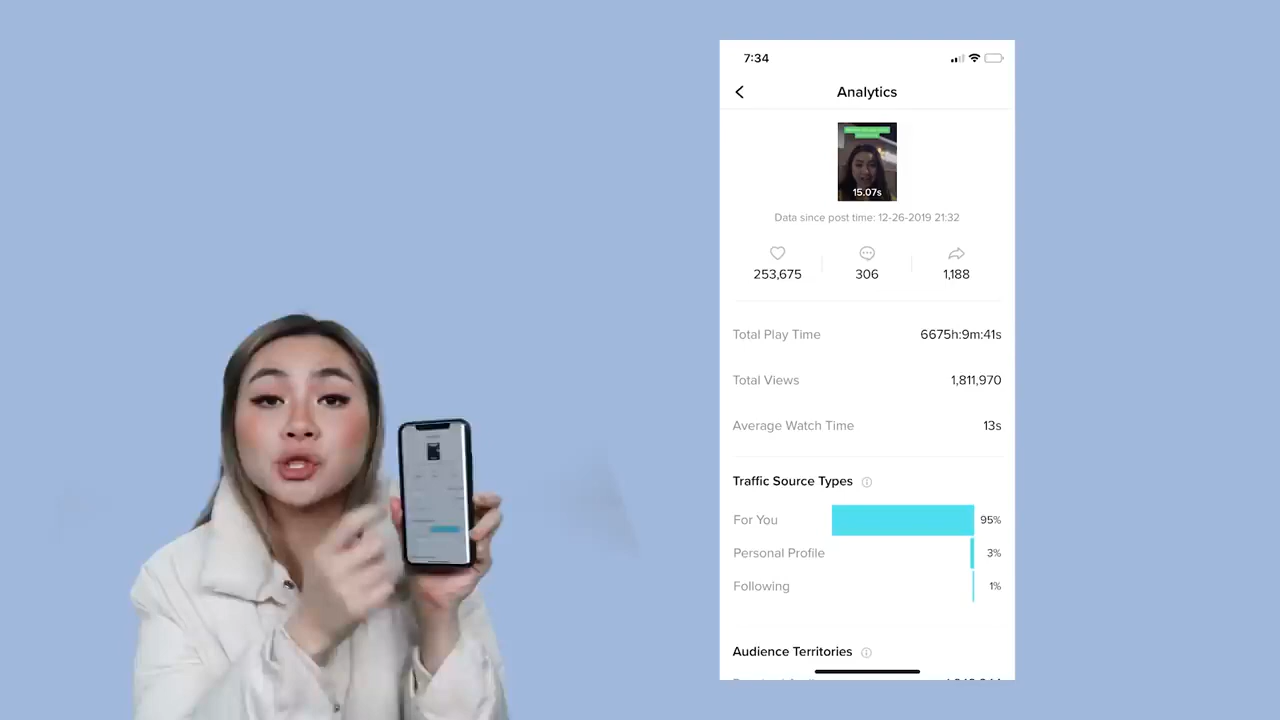 7:34
Analytics
15.07s
Data since post time: 12-26-2019 21:32
253,675 306 1,188
Total Play Time 6675h:9m:41s
Total Views 1,811,970
Average Watch Time 13s
Traffic Source Types
For You 95%
Personal Profile 3%
Following 1%
Audience Territories